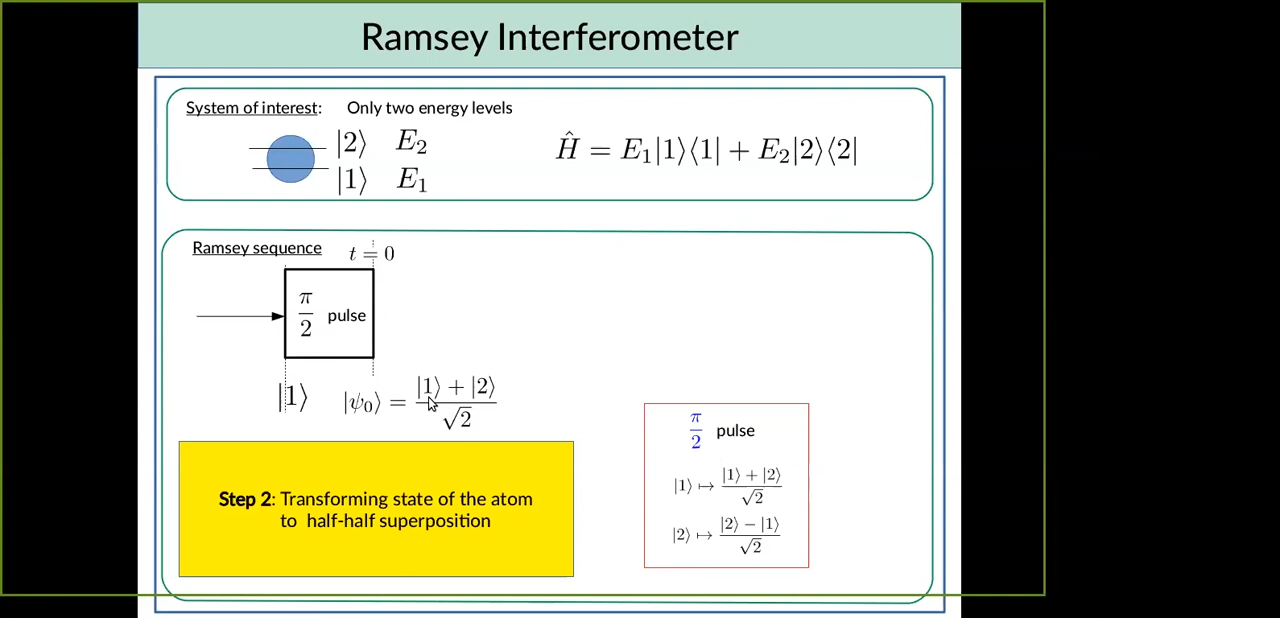 Ramsey Interferometer
System of interest: Only two energy levels
|2⟩ E₂
|1⟩ E₁
Ĥ = E₁|1⟩⟨1| + E₂|2⟩⟨2|
Ramsey sequence
t = 0
π/2 pulse
|1⟩ |ψ₀⟩ = (|1⟩ + |2⟩)/√2
Step 2: Transforming state of the atom
to half-half superposition
π/2 pulse
|1⟩ ↦ (|1⟩ + |2⟩)/√2
|2⟩ ↦ (|2⟩ − |1⟩)/√2